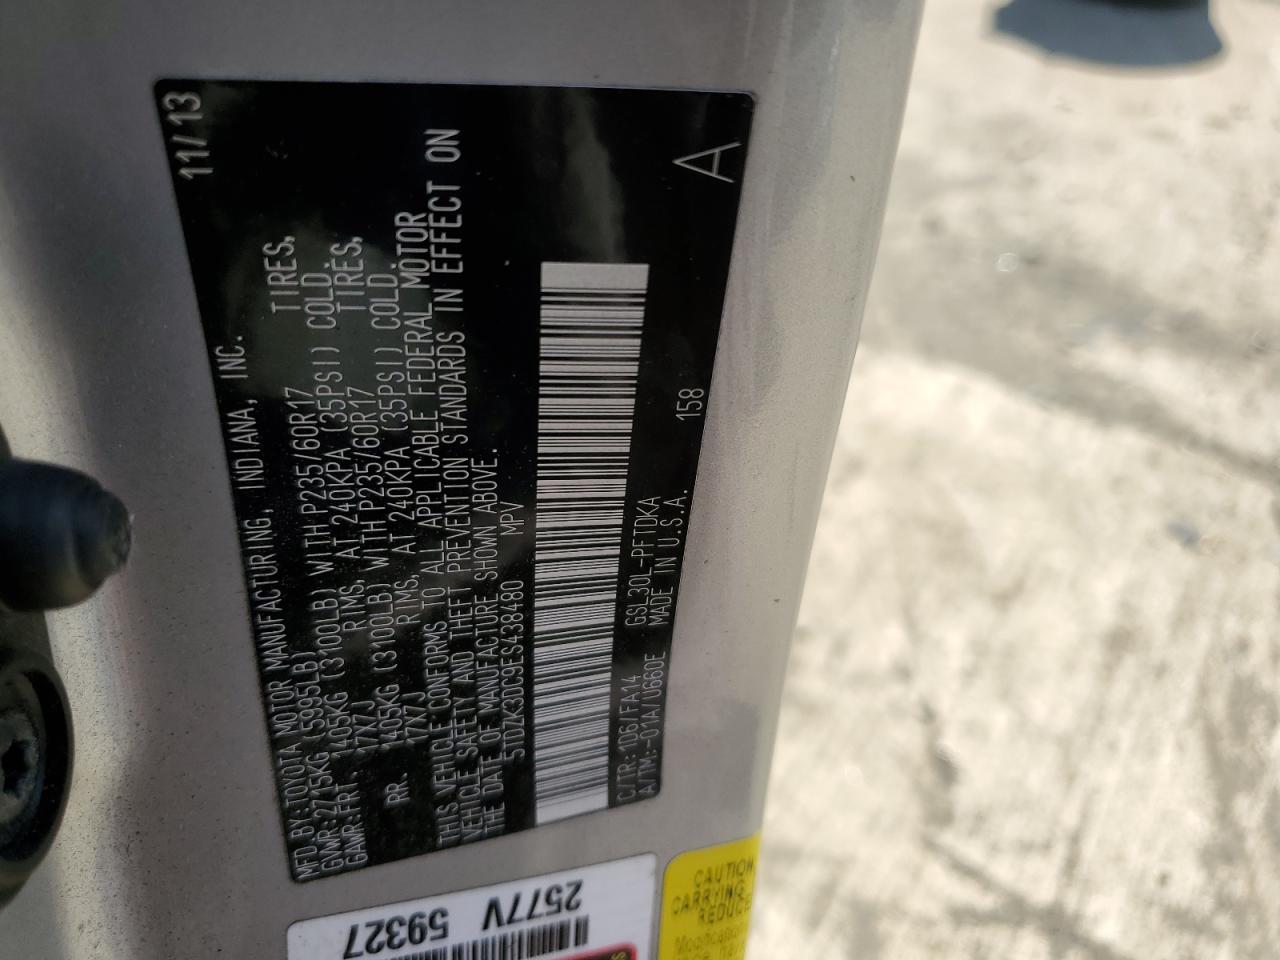 MFD. BY: TOYOTA MOTOR MANUFACTURING, INDIANA, INC. 11/13
GVWR: 2715KG (5995LB)
GAWR: FRT. 1405KG (3100LB) WITH P235/60R17 TIRES,
17X7J RIMS, AT 240KPA (35PSI) COLD.
RR. 1405KG (3100LB) WITH P235/60R17 TIRES,
17X7J RIMS, AT 240KPA (35PSI) COLD.
THIS VEHICLE CONFORMS TO ALL APPLICABLE FEDERAL MOTOR
VEHICLE SAFETY AND THEFT PREVENTION STANDARDS IN EFFECT ON
THE DATE OF MANUFACTURE SHOWN ABOVE.
5TDZK3DC9ES438480 MPV
C/TR: 1D6/FA14 GSL30L-PFTDKA 158
A/TM: -01A/U660E MADE IN U.S.A. A
2577V 59327
CAUTION
CARRYING
REDUCE
Modification